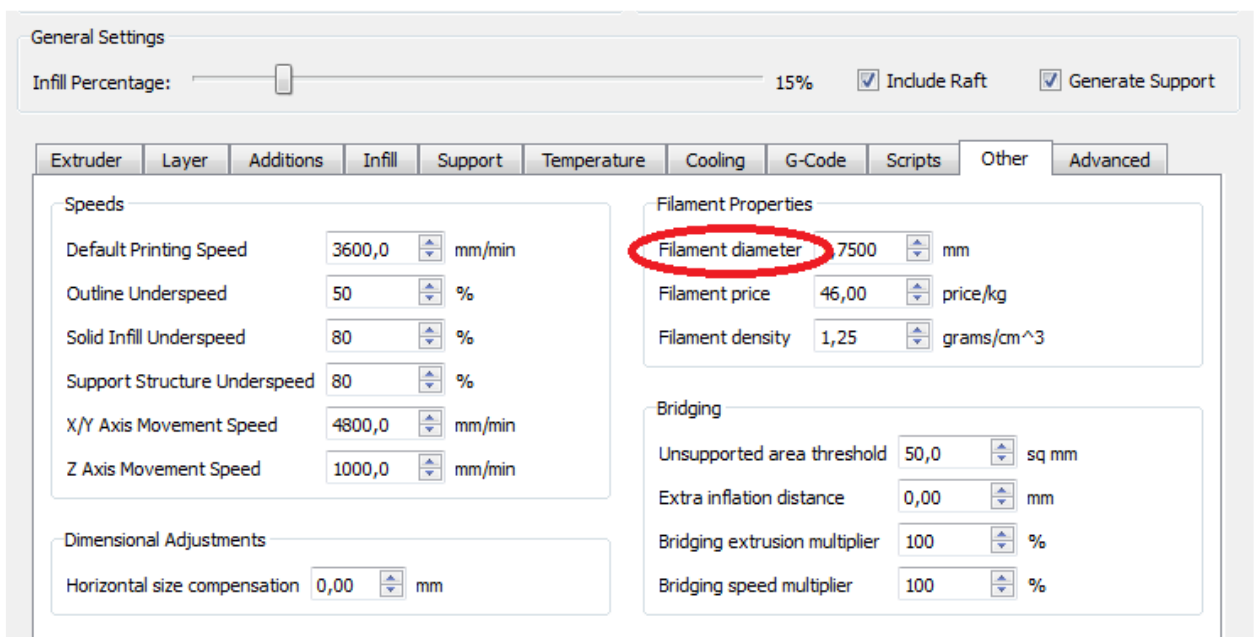 General Settings
Infill Percentage: 15% Include Raft Generate Support
Extruder Layer Additions Infill Support Temperature Cooling G-Code Scripts Other Advanced
Speeds
Default Printing Speed 3600,0 mm/min
Outline Underspeed 50 %
Solid Infill Underspeed 80 %
Support Structure Underspeed 80 %
X/Y Axis Movement Speed 4800,0 mm/min
Z Axis Movement Speed 1000,0 mm/min
Dimensional Adjustments
Horizontal size compensation 0,00 mm
Filament Properties
Filament diameter ,7500 mm
Filament price 46,00 price/kg
Filament density 1,25 grams/cm^3
Bridging
Unsupported area threshold 50,0 sq mm
Extra inflation distance 0,00 mm
Bridging extrusion multiplier 100 %
Bridging speed multiplier 100 %